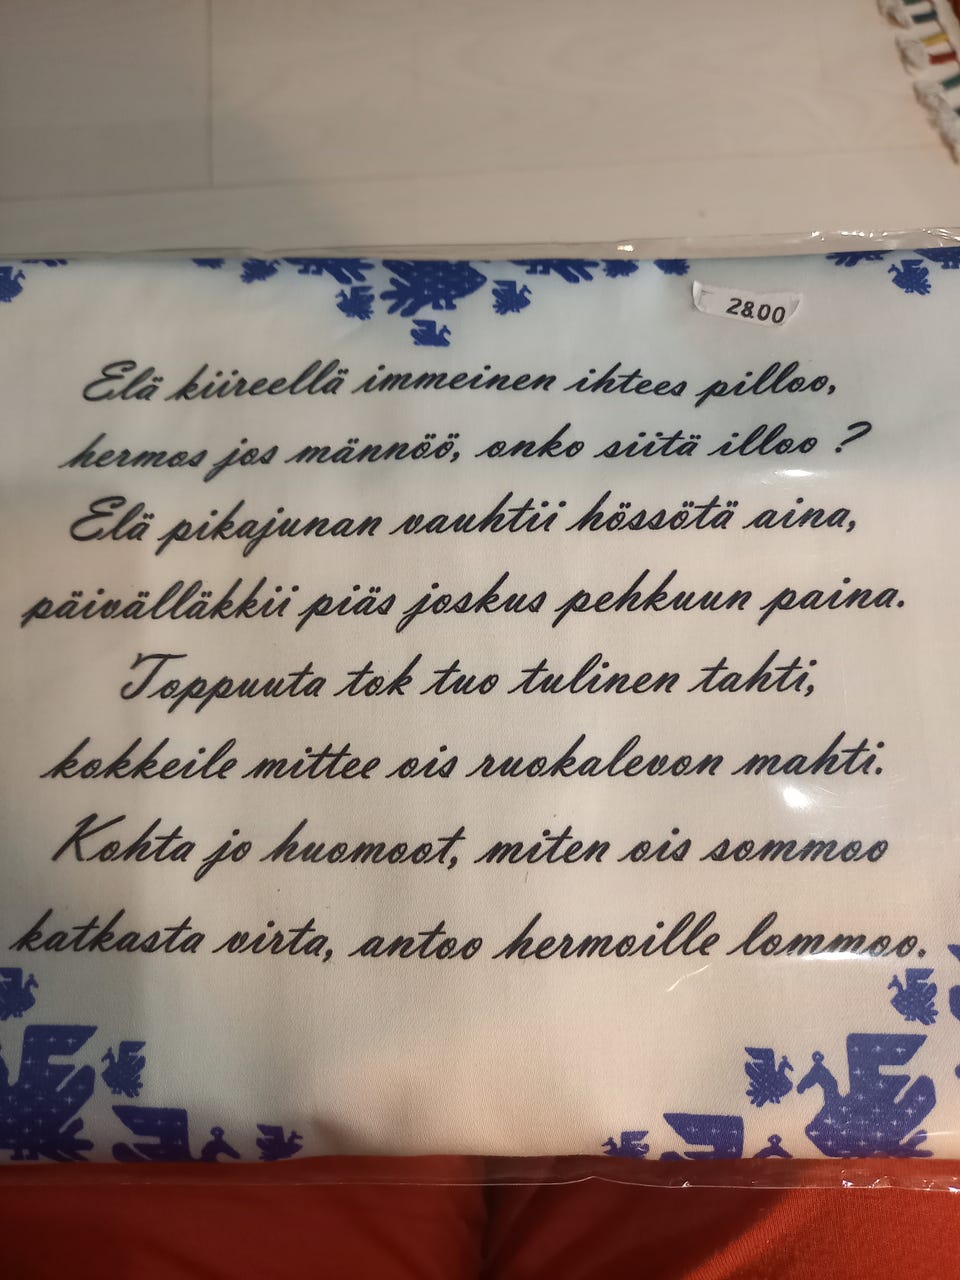 28.00
Elä kiireellä immeinen ihtees pilloo,
hermos jos männöö, onko siitä illoo ?
Elä pikajunan vauhtii hössötä aina,
päivälläkkii piäs joskus pehkuun paina.
Toppuuta tok tuo tulinen tahti,
kokkeile mittee ois ruokalevon mahti.
Kohta jo huomoot, miten ois sommoo
katkasta virta, antoo hermoille lommoo.